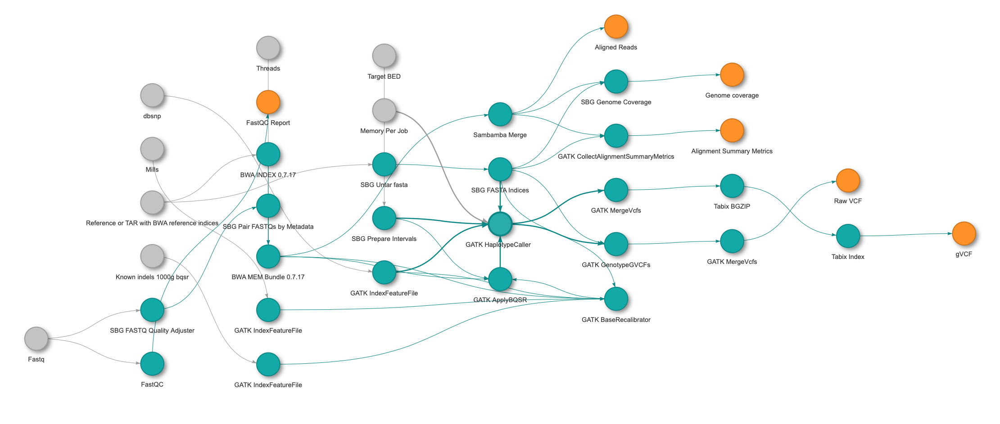 Aligned Reads
Threads
Target BED
Genome coverage
SBG Genome Coverage
dbsnp
FastQC Report
Memory Per Job
Sambamba Merge
Alignment Summary Metrics
GATK CollectAlignmentSummaryMetrics
Mills
BWA INDEX 0.7.17
SBG Untar fasta
SBG FASTA Indices
Raw VCF
Tabix BGZIP
GATK MergeVcfs
Reference or TAR with BWA reference indices
SBG Pair FASTQs by Metadata
SBG Prepare Intervals
GATK HaplotypeCaller
gVCF
Tabix Index
GATK MergeVcfs
GATK GenotypeGVCFs
Known indels 1000g bqsr
BWA MEM Bundle 0.7.17
GATK IndexFeatureFile
GATK ApplyBQSR
GATK BaseRecalibrator
SBG FASTQ Quality Adjuster
GATK IndexFeatureFile
Fastq
FastQC
GATK IndexFeatureFile